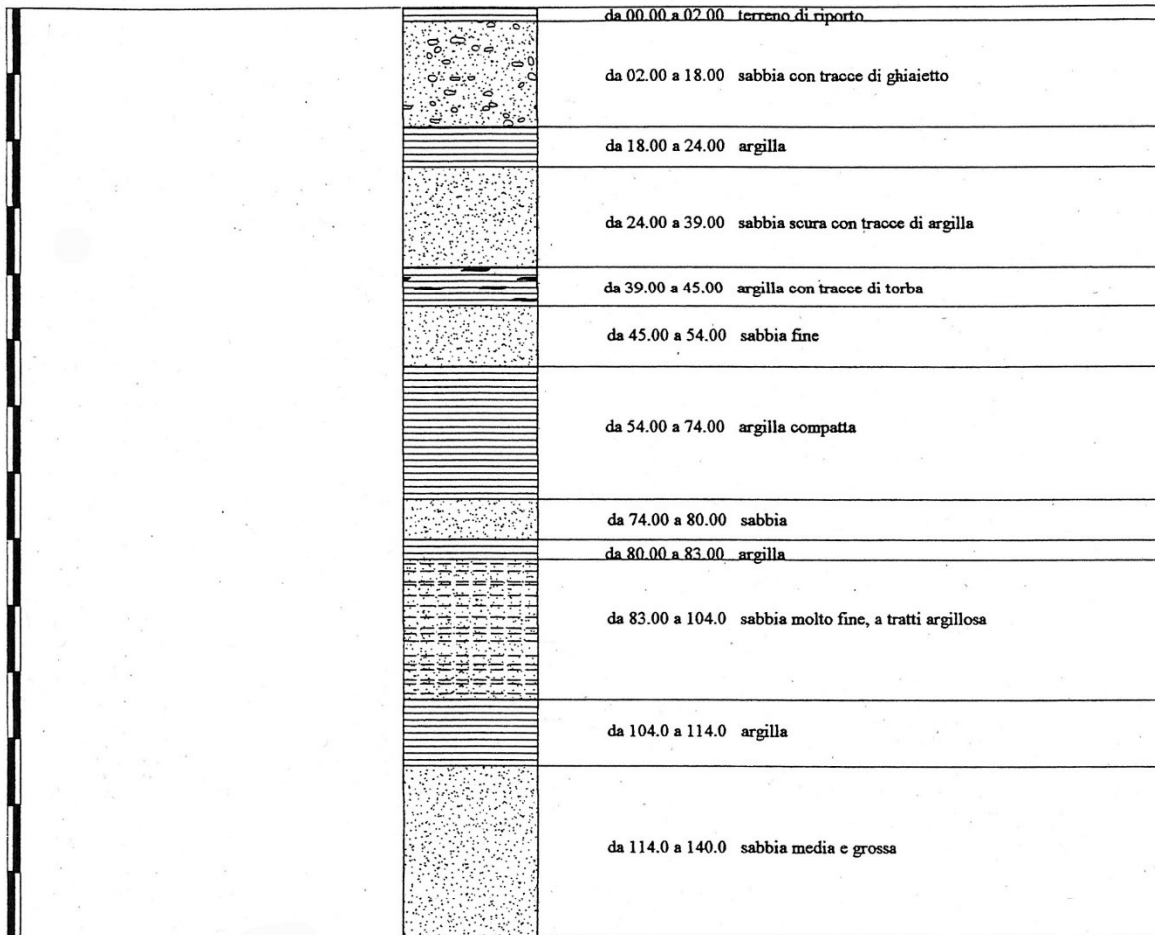 da 00.00 a 02.00 terreno di riporto
da 02.00 a 18.00 sabbia con tracce di ghiaietto
da 18.00 a 24.00 argilla
da 24.00 a 39.00 sabbia scura con tracce di argilla
da 39.00 a 45.00 argilla con tracce di torba
da 45.00 a 54.00 sabbia fine
da 54.00 a 74.00 argilla compatta
da 74.00 a 80.00 sabbia
da 80.00 a 83.00 argilla
da 83.00 a 104.0 sabbia molto fine, a tratti argillosa
da 104.0 a 114.0 argilla
da 114.0 a 140.0 sabbia media e grossa